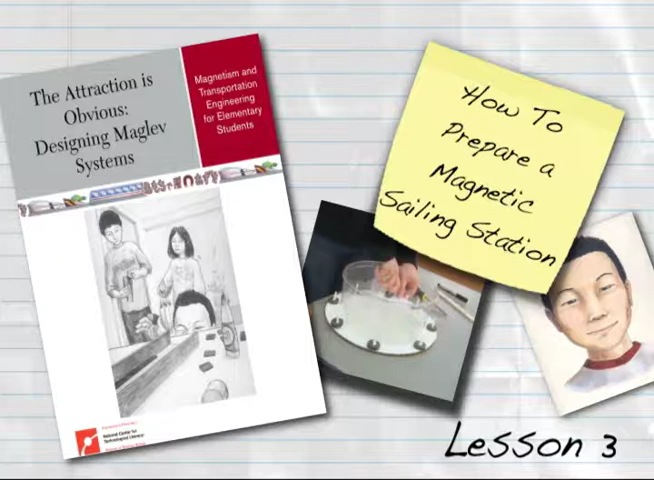 The Attraction is
Obvious:
Designing Maglev
Systems
Magnetism and
Transportation
Engineering
for Elementary
Students
How To
Prepare a
Magnetic
Sailing Station
National Center for
Technological Literacy
Lesson 3